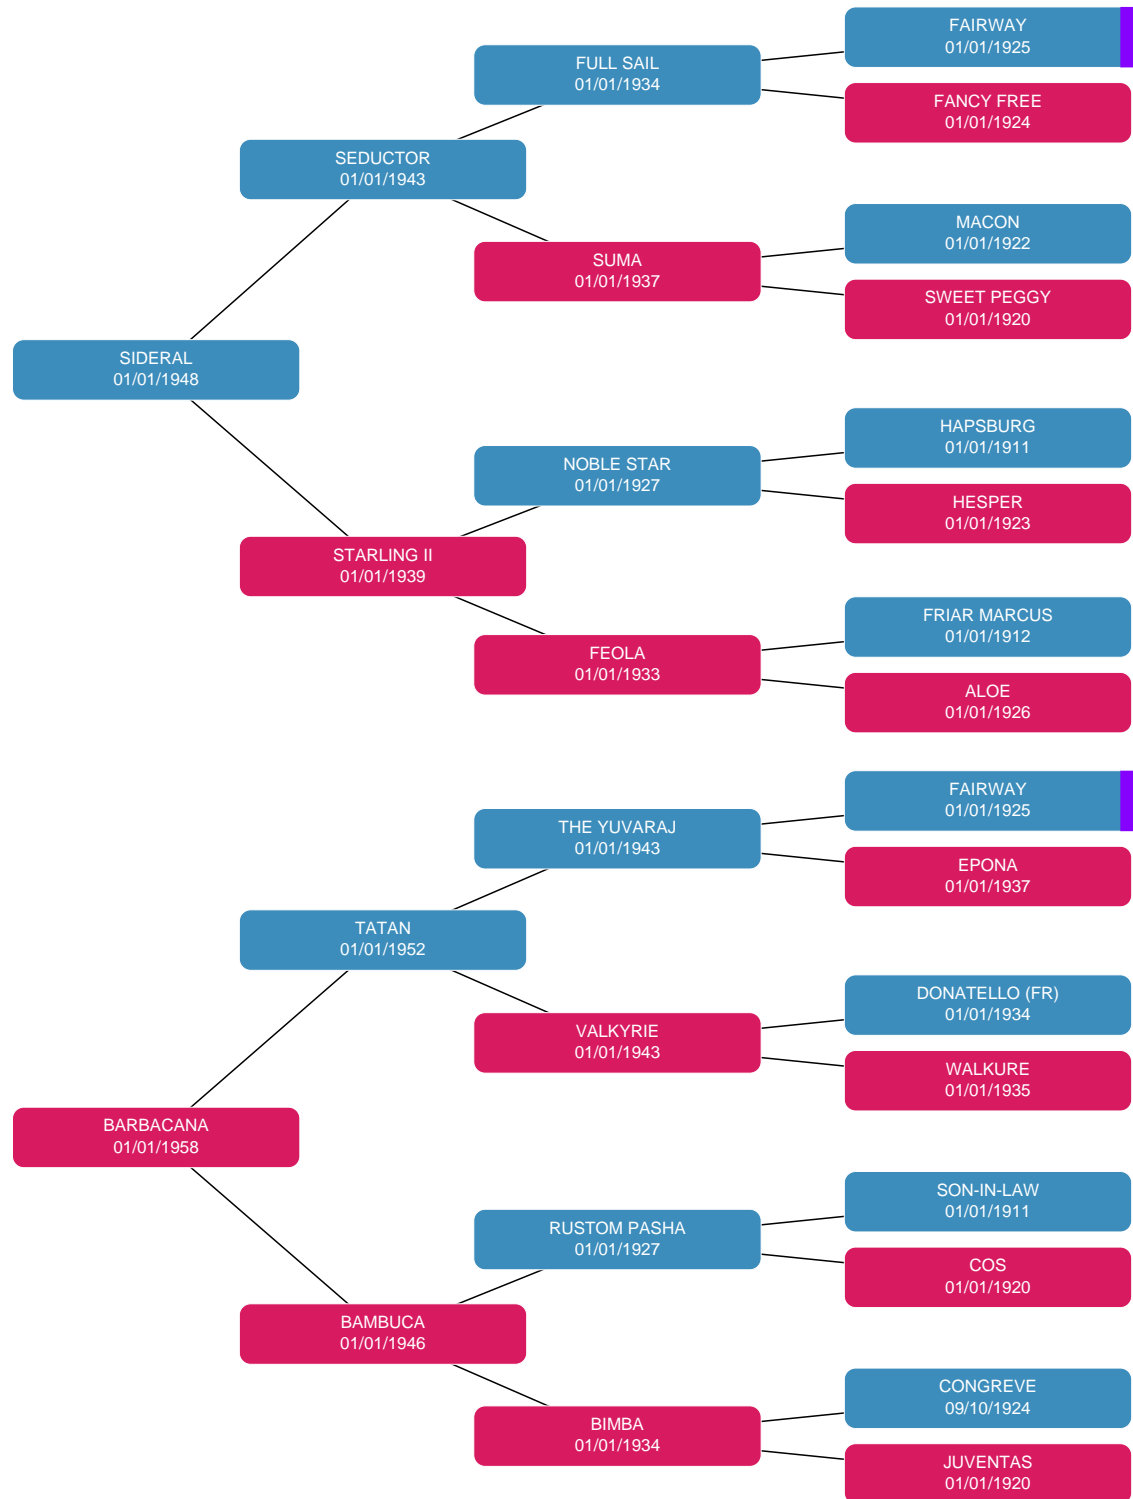 FAIRWAY
01/01/1925
FULL SAIL
01/01/1934
FANCY FREE
01/01/1924
SEDUCTOR
01/01/1943
MACON
01/01/1922
SUMA
01/01/1937
SWEET PEGGY
01/01/1920
SIDERAL
01/01/1948
HAPSBURG
01/01/1911
NOBLE STAR
01/01/1927
HESPER
01/01/1923
STARLING II
01/01/1939
FRIAR MARCUS
01/01/1912
FEOLA
01/01/1933
ALOE
01/01/1926
FAIRWAY
01/01/1925
THE YUVARAJ
01/01/1943
EPONA
01/01/1937
TATAN
01/01/1952
DONATELLO (FR)
01/01/1934
VALKYRIE
01/01/1943
WALKURE
01/01/1935
BARBACANA
01/01/1958
SON-IN-LAW
01/01/1911
RUSTOM PASHA
01/01/1927
COS
01/01/1920
BAMBUCA
01/01/1946
CONGREVE
09/10/1924
BIMBA
01/01/1934
JUVENTAS
01/01/1920